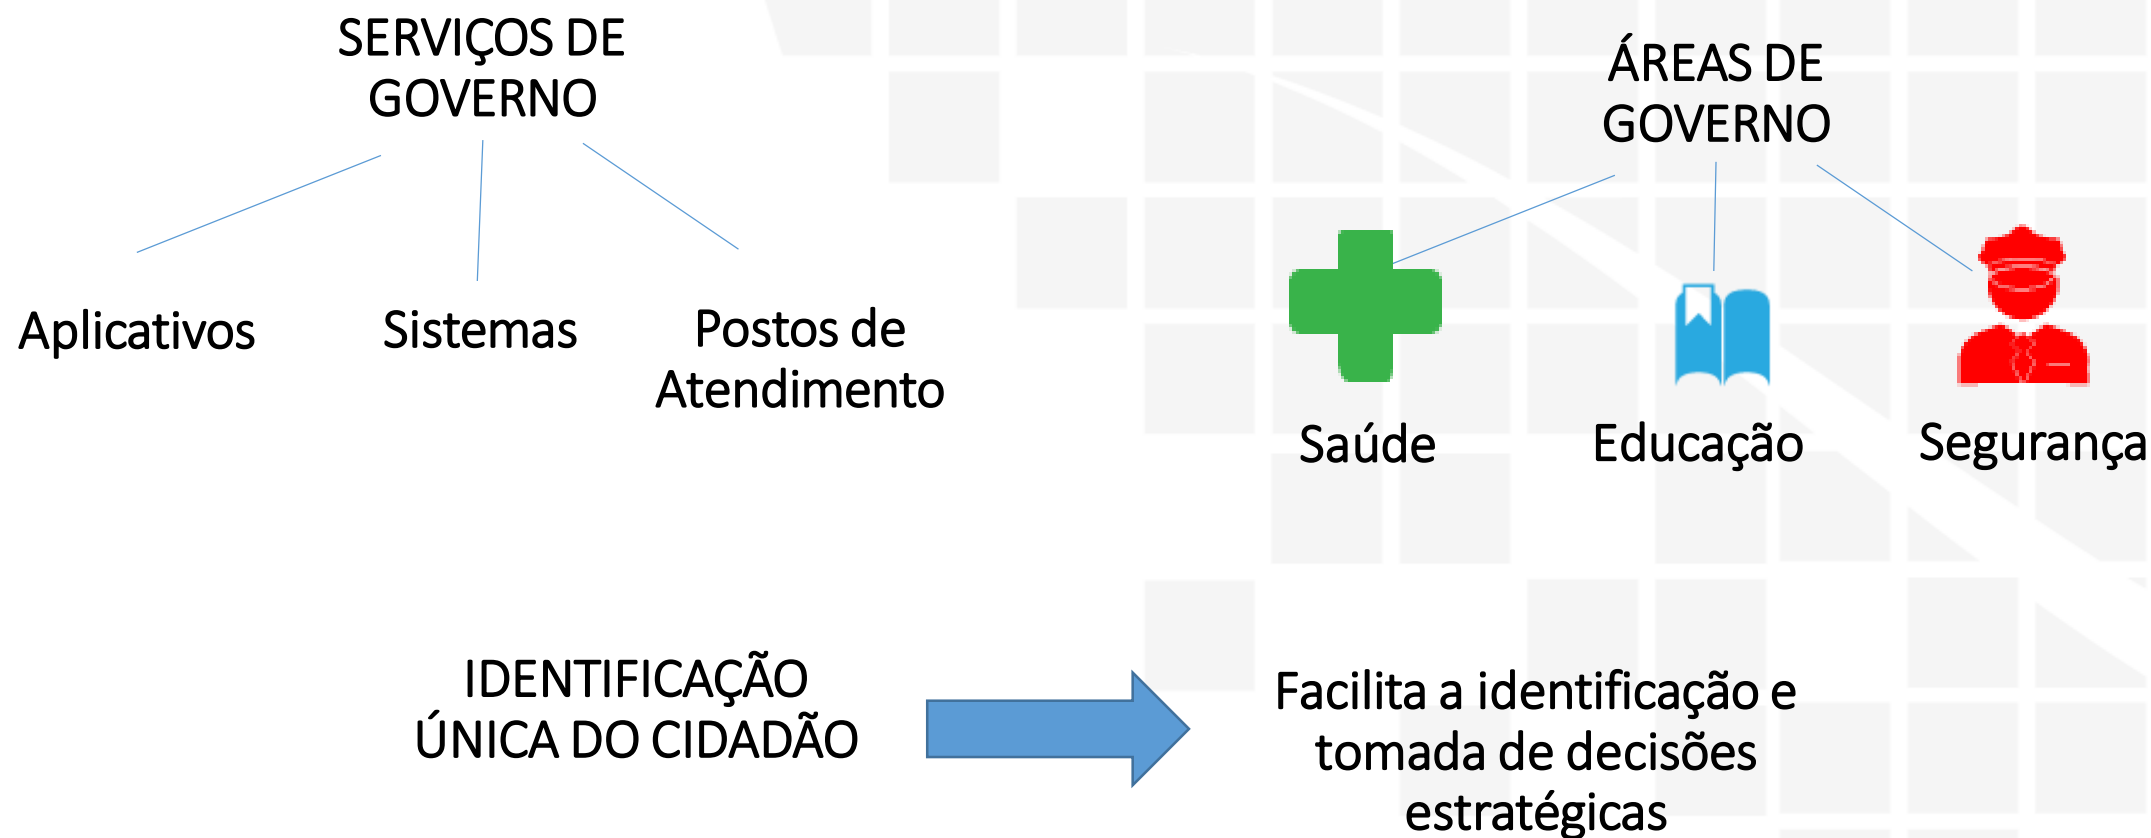 SERVIÇOS DE
GOVERNO
Aplicativos
Sistemas
Postos de
Atendimento
ÁREAS DE
GOVERNO
Saúde
Educação
Segurança
IDENTIFICAÇÃO
ÚNICA DO CIDADÃO
Facilita a identificação e
tomada de decisões
estratégicas